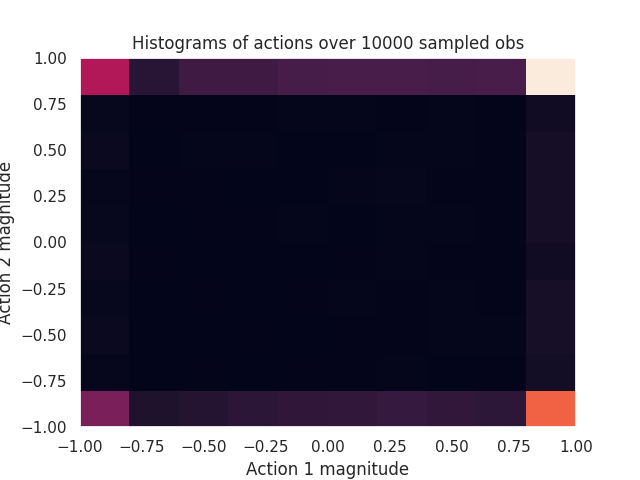 Histograms of actions over 10000 sampled obs
1.00
0.75
0.50
0.25
0.00
−0.25
−0.50
−0.75
−1.00
Action 2 magnitude
−1.00 −0.75 −0.50 −0.25 0.00 0.25 0.50 0.75 1.00
Action 1 magnitude